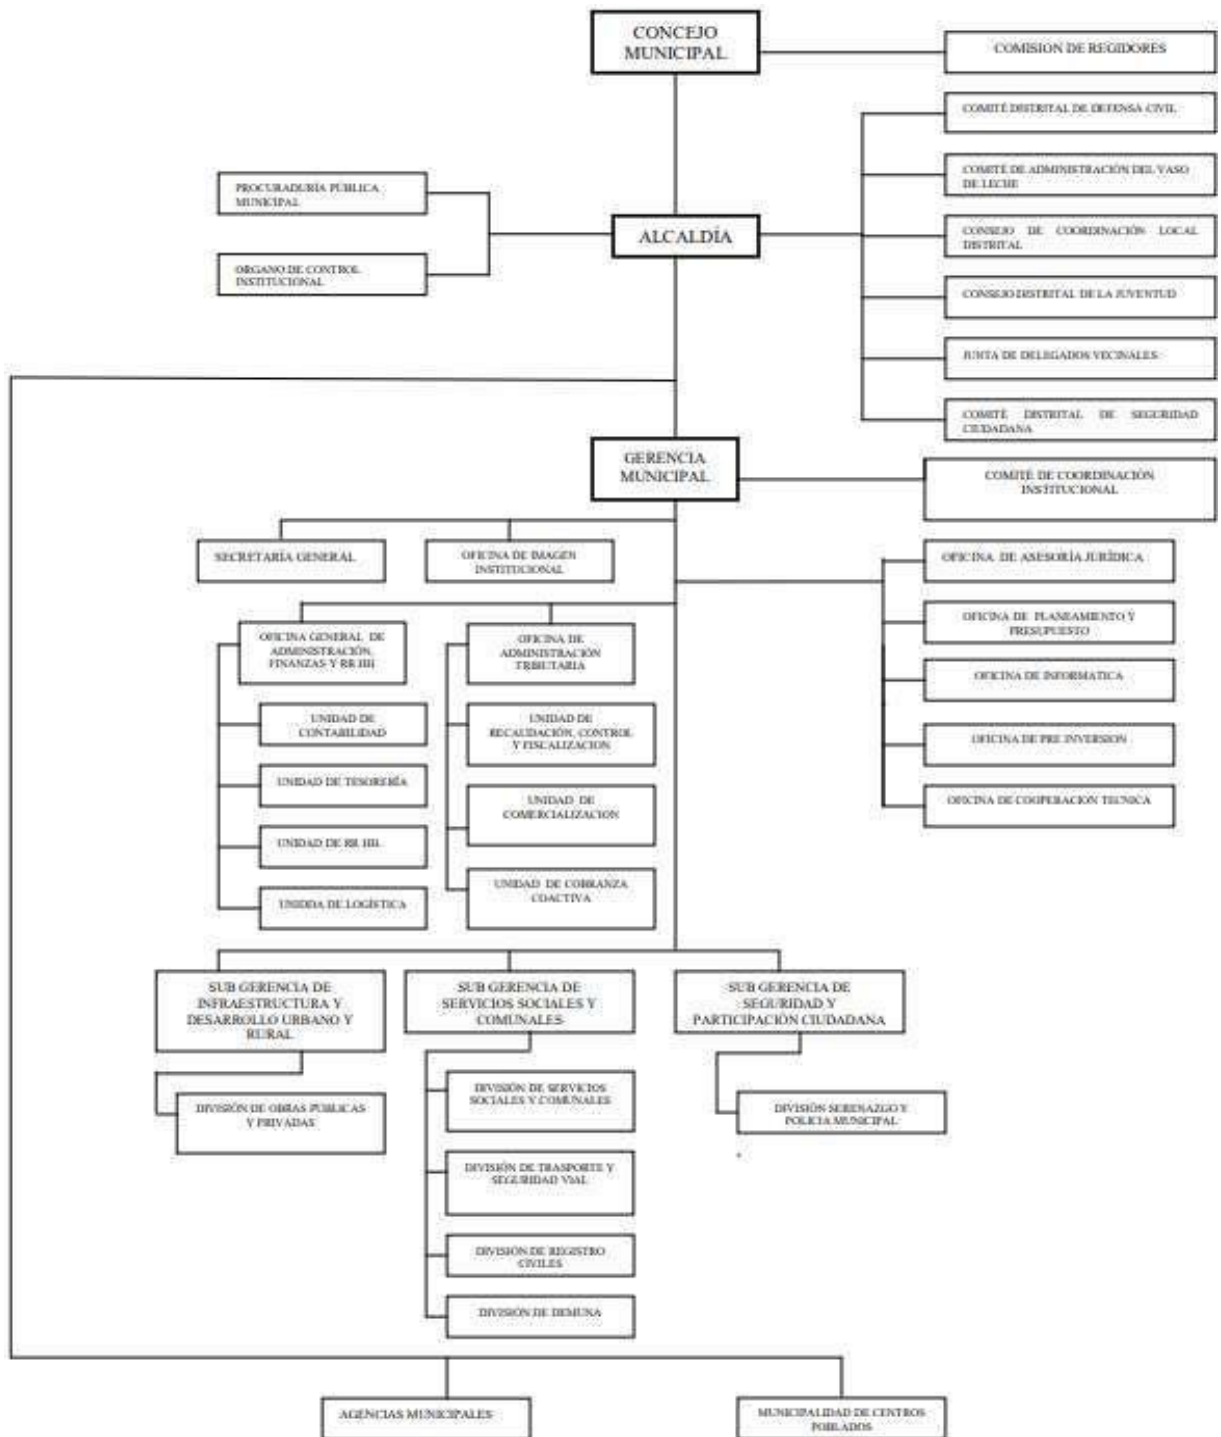 CONCEJO
MUNICIPAL
COMISION DE REGIDORES
COMITÉ DISTRITAL DE DEFENSA CIVIL
COMITÉ DE ADMINISTRACIÓN DEL VASO
DE LECHE
PROCURADURÍA PÚBLICA
MUNICIPAL
ALCALDÍA
CONSEJO DE COORDINACIÓN LOCAL
DISTRITAL
ORGANO DE CONTROL
INSTITUCIONAL
CONSEJO DISTRITAL DE LA JUVENTUD
JUNTA DE DELEGADOS VECINALES
COMITÉ DISTRITAL DE SEGURIDAD
CIUDADANA
GERENCIA
MUNICIPAL
COMITÉ DE COORDINACIÓN
INSTITUCIONAL
SECRETARÍA GENERAL
OFICINA DE IMAGEN
INSTITUCIONAL
OFICINA DE ASESORÍA JURÍDICA
OFICINA DE PLANEAMIENTO Y
PRESUPUESTO
OFICINA DE INFORMATICA
OFICINA DE PRE INVERSION
OFICINA DE COOPERACION TECNICA
OFICINA GENERAL DE
ADMINISTRACIÓN,
FINANZAS Y RR HH
UNIDAD DE
CONTABILIDAD
UNIDAD DE TESORERÍA
UNIDAD DE RR HH.
UNIDDA DE LOGÍSTICA
OFICINA DE
ADMINISTRACIÓN
TRIBUTARIA
UNIDAD DE
RECAUDACIÓN, CONTROL
Y FISCALIZACION
UNIDAD DE
COMERCIALIZACION
UNIDAD DE COBRANZA
COACTIVA
SUB GERENCIA DE
INFRAESTRUCTURA Y
DESARROLLO URBANO Y
RURAL
DIVISIÓN DE OBRAS PÚBLICAS
Y PRIVADAS
SUB GERENCIA DE
SERVICIOS SOCIALES Y
COMUNALES
DIVISIÓN DE SERVICIOS
SOCIALES Y COMUNALES
DIVISIÓN DE TRASPORTE Y
SEGURIDAD VIAL
DIVISIÓN DE REGISTRO
CIVILES
DIVISIÓN DE DEMUNA
SUB GERENCIA DE
SEGURIDAD Y
PARTICIPACIÓN CIUDADANA
DIVISIÓN SERENAZGO Y
POLICIA MUNICIPAL
AGENCIAS MUNICIPALES
MUNICIPALIDAD DE CENTROS
POBLADOS